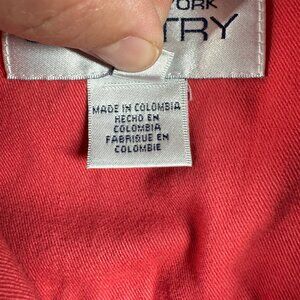 YORK
TRY
MADE IN COLOMBIA
HECHO EN
COLOMBIA
FABRIQUE EN
COLOMBIE